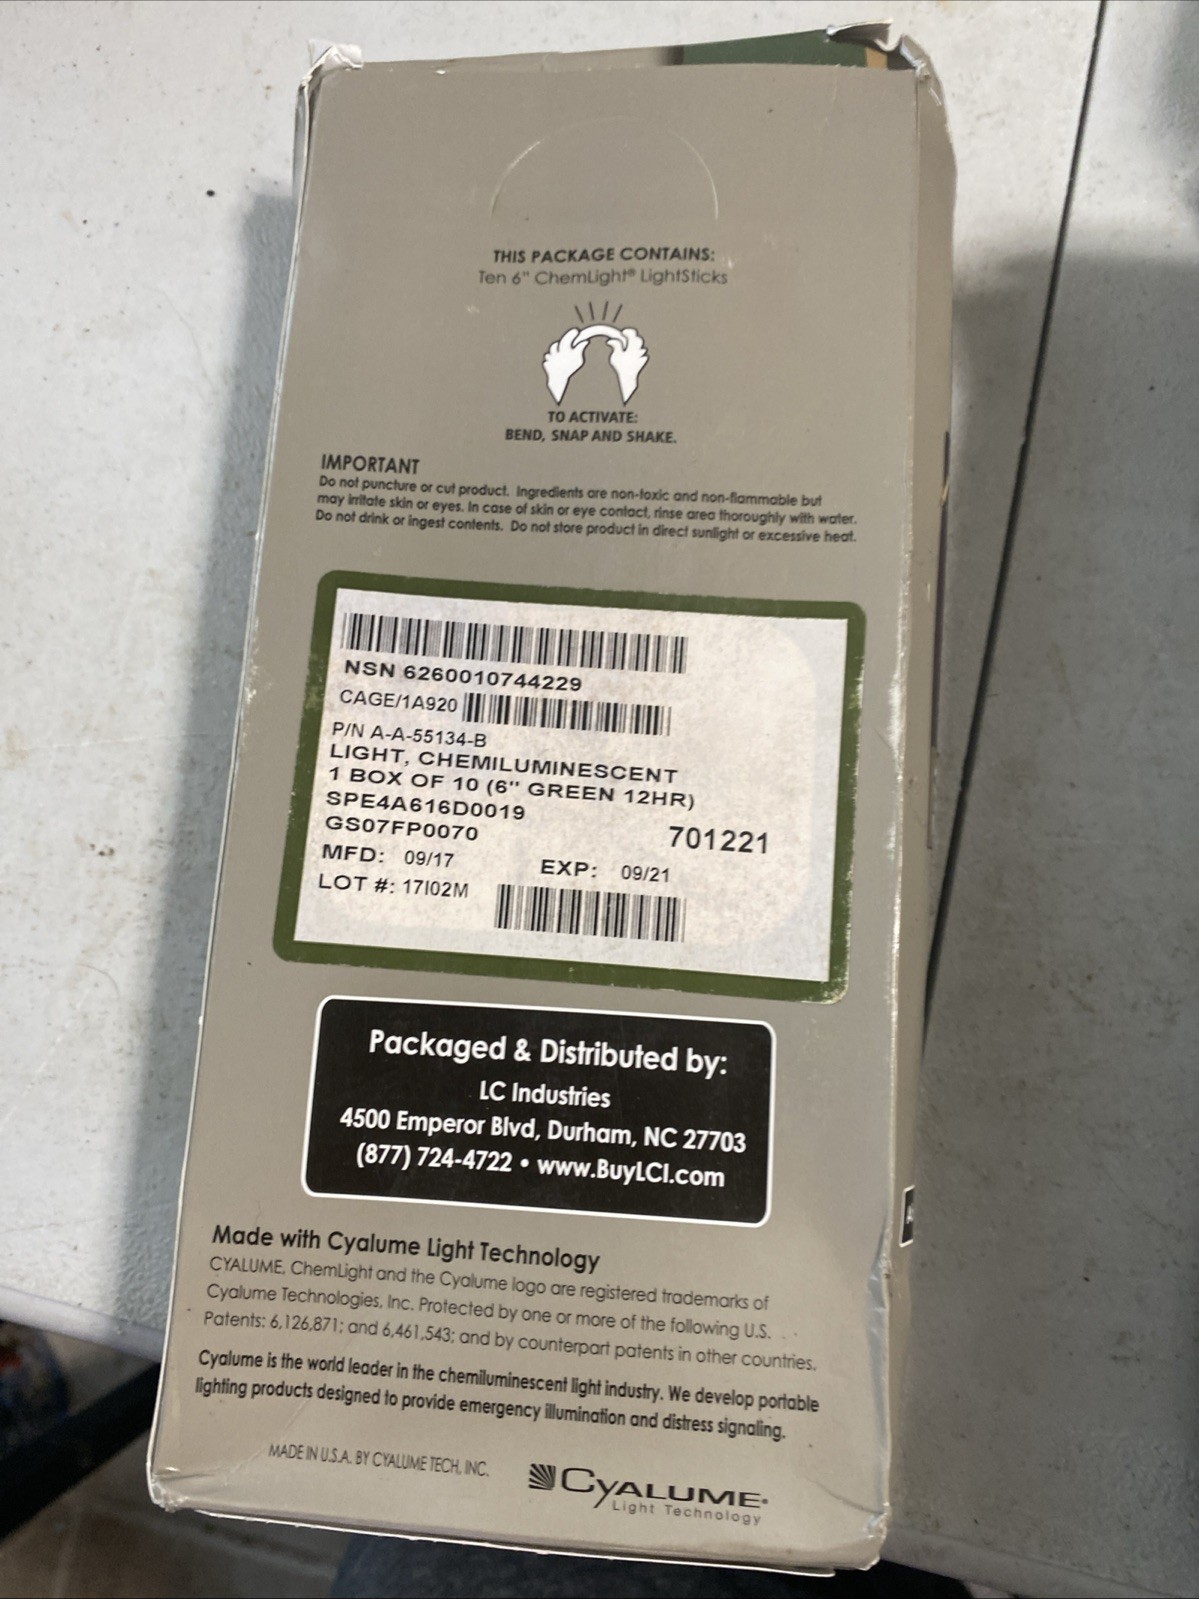 THIS PACKAGE CONTAINS:
Ten 6" ChemLight® LightSticks
TO ACTIVATE:
BEND, SNAP AND SHAKE.
IMPORTANT
Do not puncture or cut product. Ingredients are non-toxic and non-flammable but
may irritate skin or eyes. In case of skin or eye contact, rinse area thoroughly with water.
Do not drink or ingest contents. Do not store product in direct sunlight or excessive heat.
NSN 6260010744229
CAGE/1A920
P/N A-A-55134-B
LIGHT, CHEMILUMINESCENT
1 BOX OF 10 (6" GREEN 12HR)
SPE4A616D0019
GS07FP0070 701221
MFD: 09/17 EXP: 09/21
LOT #: 17I02M
Packaged & Distributed by:
LC Industries
4500 Emperor Blvd, Durham, NC 27703
(877) 724-4722 • www.BuyLCI.com
Made with Cyalume Light Technology
CYALUME, ChemLight and the Cyalume logo are registered trademarks of
Cyalume Technologies, Inc. Protected by one or more of the following U.S.
Patents: 6,126,871; and 6,461,543; and by counterpart patents in other countries.
Cyalume is the world leader in the chemiluminescent light industry. We develop portable
lighting products designed to provide emergency illumination and distress signaling.
MADE IN U.S.A. BY CYALUME TECH, INC.
CYALUME
Light Technology